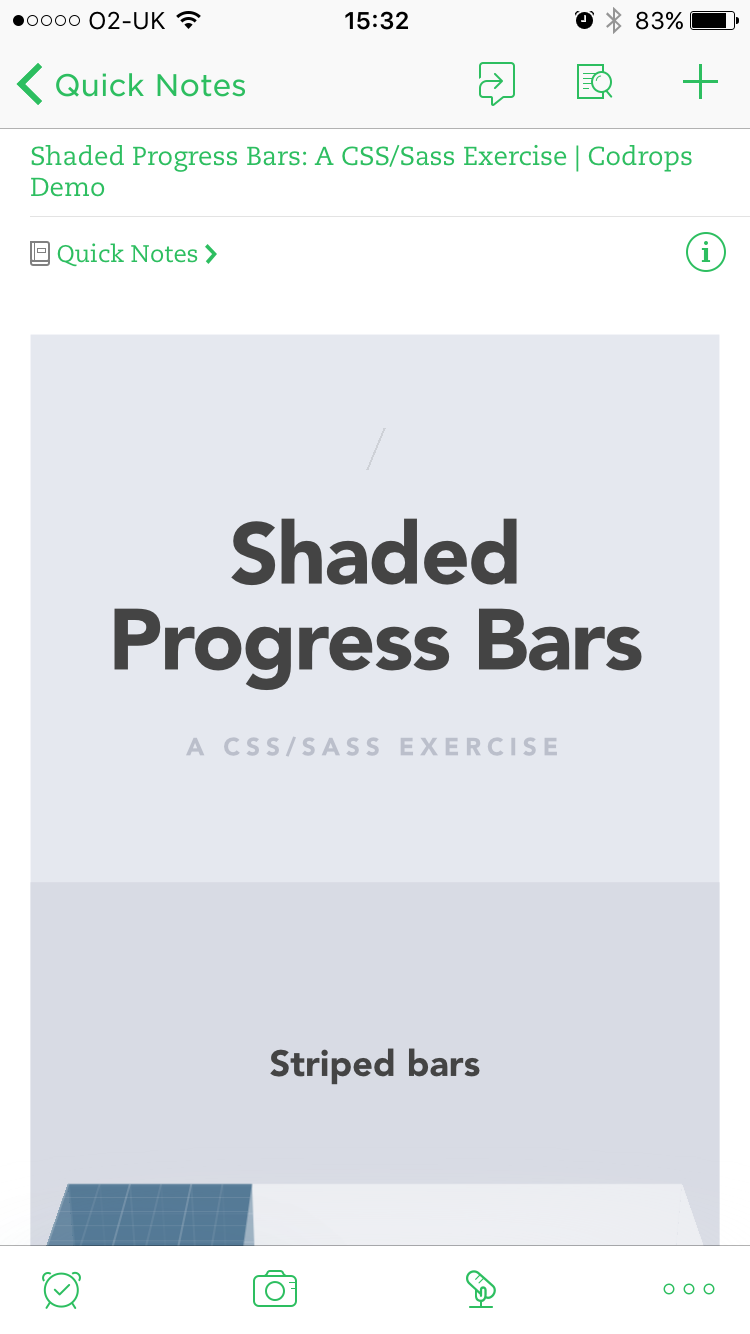 O2-UK 15:32 83%
Quick Notes
Shaded Progress Bars: A CSS/Sass Exercise | Codrops
Demo
Quick Notes
/
Shaded
Progress Bars
A CSS/SASS EXERCISE
Striped bars